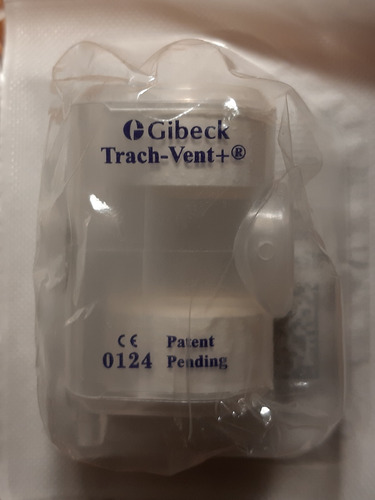 Gibeck
Trach-Vent+®
CE Patent
0124 Pending